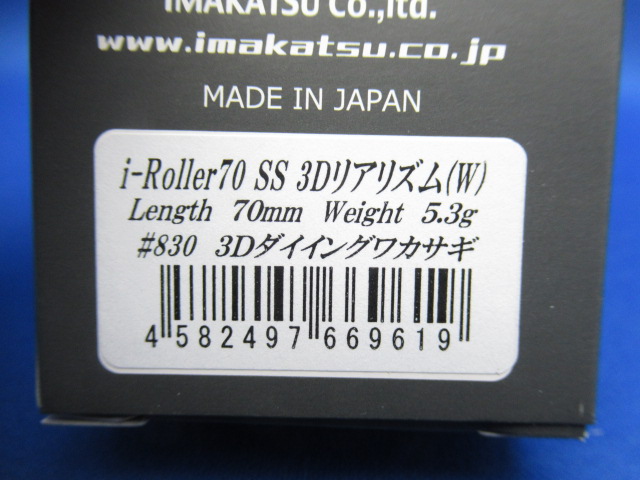 IMAKATSU Co.,ltd.
www.imakatsu.co.jp
MADE IN JAPAN
i-Roller70 SS 3Dリアリズム(W)
Length 70mm Weight 5.3g
#830 3Dダイイングワカサギ
4 582497 669619